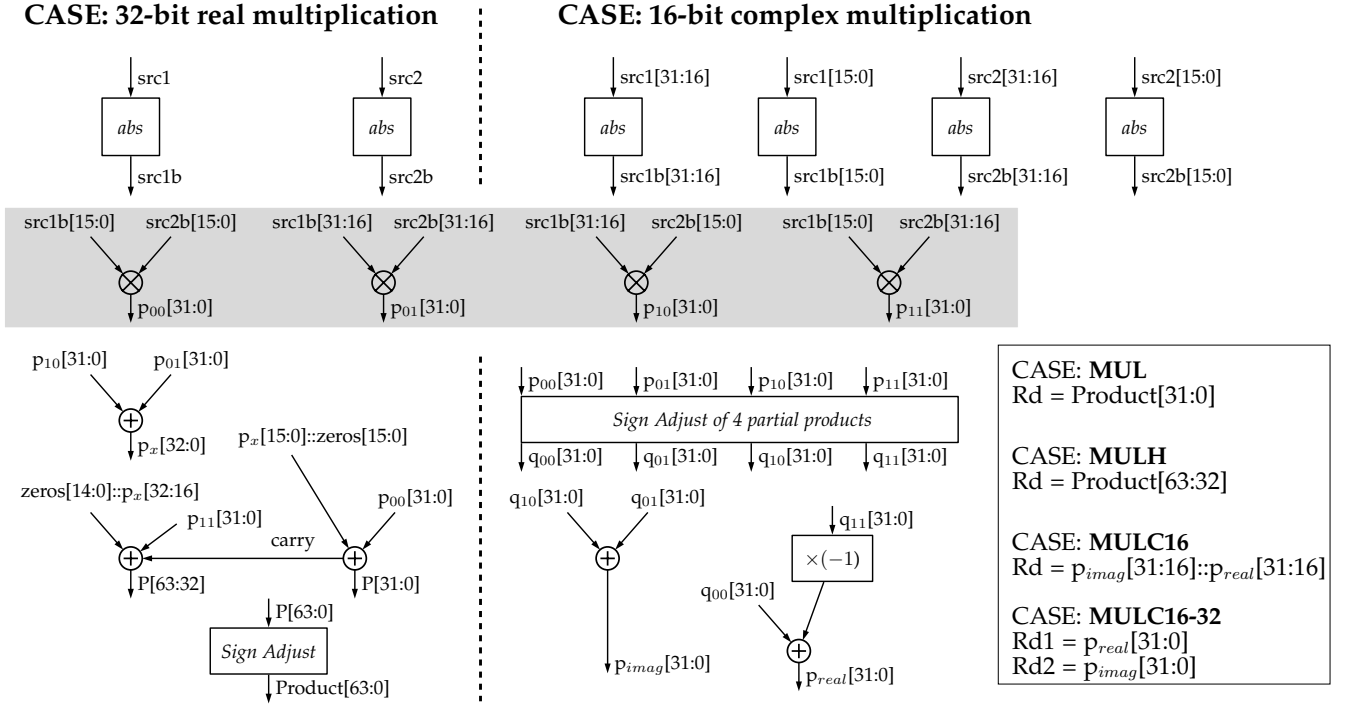 CASE: 32-bit real multiplication
CASE: 16-bit complex multiplication
src1
src2
src1[31:16]
src1[15:0]
src2[31:16]
src2[15:0]
abs
abs
abs
abs
abs
abs
src1b
src2b
src1b[31:16]
src1b[15:0]
src2b[31:16]
src2b[15:0]
src1b[15:0]
src2b[15:0]
src1b[31:16]
src2b[31:16]
src1b[31:16]
src2b[15:0]
src1b[15:0]
src2b[31:16]
p₀₀[31:0]
p₀₁[31:0]
p₁₀[31:0]
p₁₁[31:0]
p₁₀[31:0]
p₀₁[31:0]
pₓ[32:0]
pₓ[15:0]::zeros[15:0]
zeros[14:0]::pₓ[32:16]
p₁₁[31:0]
p₀₀[31:0]
carry
P[63:32]
P[31:0]
P[63:0]
Sign Adjust
Product[63:0]
p₀₀[31:0]
p₀₁[31:0]
p₁₀[31:0]
p₁₁[31:0]
Sign Adjust of 4 partial products
q₀₀[31:0]
q₀₁[31:0]
q₁₀[31:0]
q₁₁[31:0]
q₁₀[31:0]
q₀₁[31:0]
q₁₁[31:0]
×(−1)
q₀₀[31:0]
p_imag[31:0]
p_real[31:0]
CASE: MUL
Rd = Product[31:0]
CASE: MULH
Rd = Product[63:32]
CASE: MULC16
Rd = p_imag[31:16]::p_real[31:16]
CASE: MULC16-32
Rd1 = p_real[31:0]
Rd2 = p_imag[31:0]